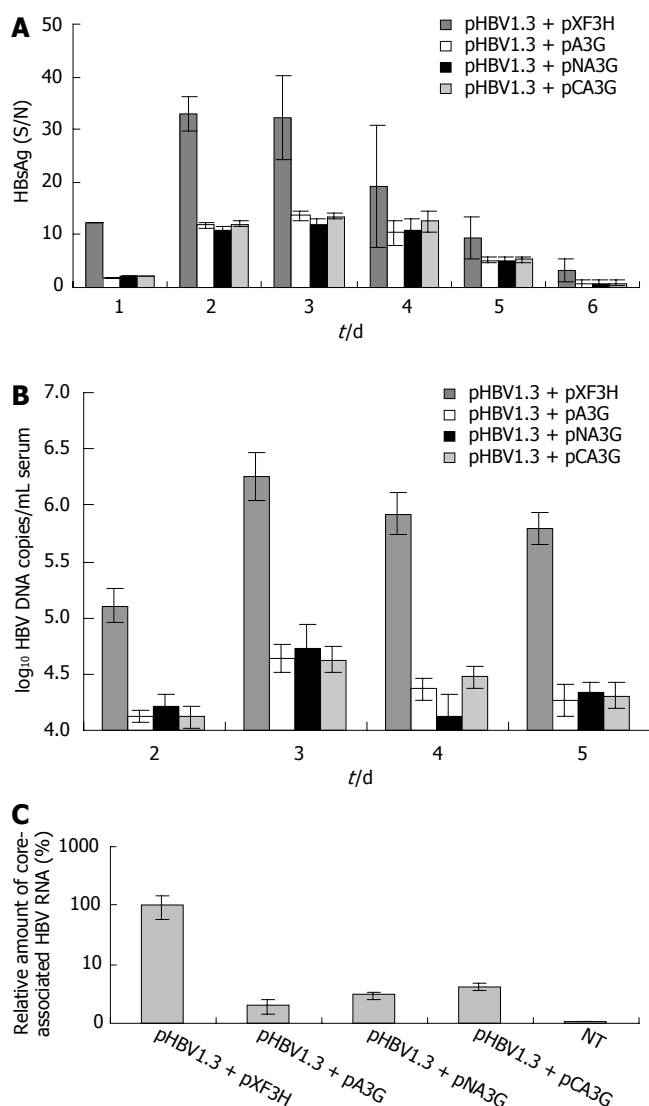 A
HBsAg (S/N)
50
40
30
20
10
0
pHBV1.3 + pXF3H
pHBV1.3 + pA3G
pHBV1.3 + pNA3G
pHBV1.3 + pCA3G
1 2 3 4 5 6
t/d
B
log₁₀ HBV DNA copies/mL serum
7.0
6.5
6.0
5.5
5.0
4.5
4.0
pHBV1.3 + pXF3H
pHBV1.3 + pA3G
pHBV1.3 + pNA3G
pHBV1.3 + pCA3G
2 3 4 5
t/d
C
Relative amount of core-
associated HBV RNA (%)
1000
100
10
0
pHBV1.3 + pXF3H
pHBV1.3 + pA3G
pHBV1.3 + pNA3G
pHBV1.3 + pCA3G
NT